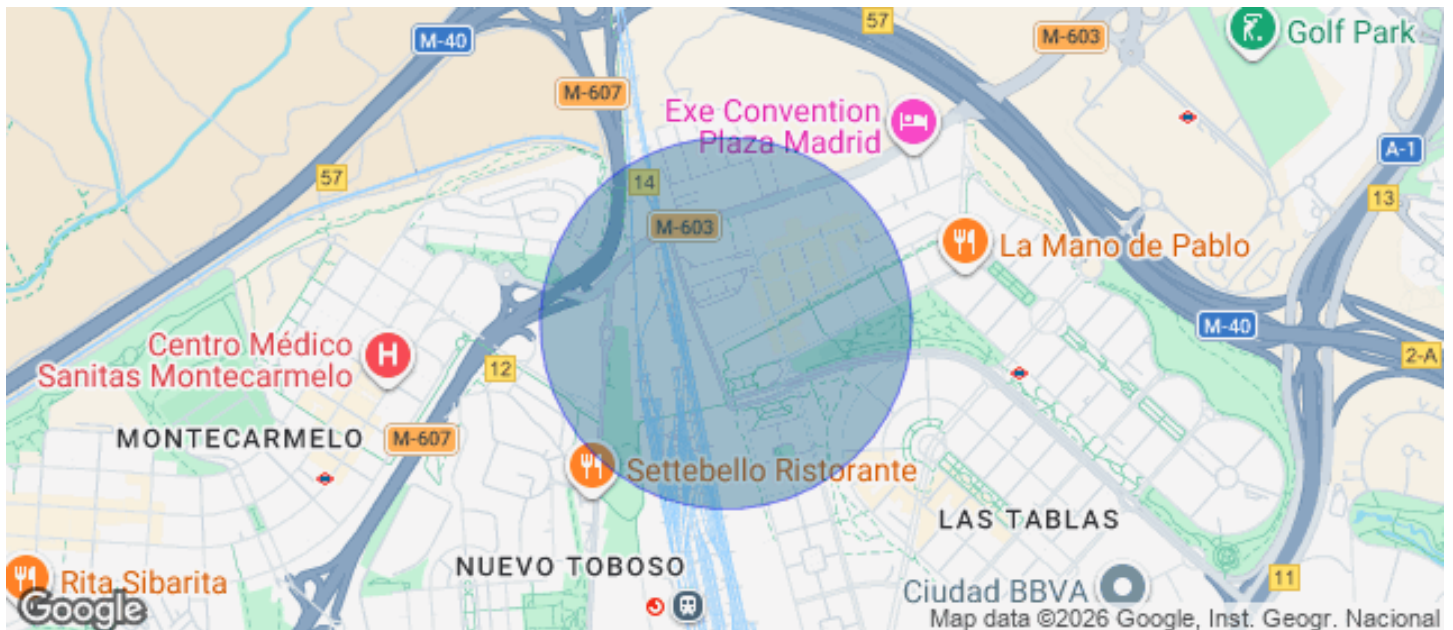 M-40
57
M-603
Golf Park
M-607
Exe Convention
Plaza Madrid
A-1
57
14
13
M-603
La Mano de Pablo
M-40
Centro Médico
Sanitas Montecarmelo
12
2-A
MONTECARMELO
M-607
Settebello Ristorante
LAS TABLAS
NUEVO TOBOSO
Rita Sibarita
Ciudad BBVA
11
Google
Map data ©2026 Google, Inst. Geogr. Nacional